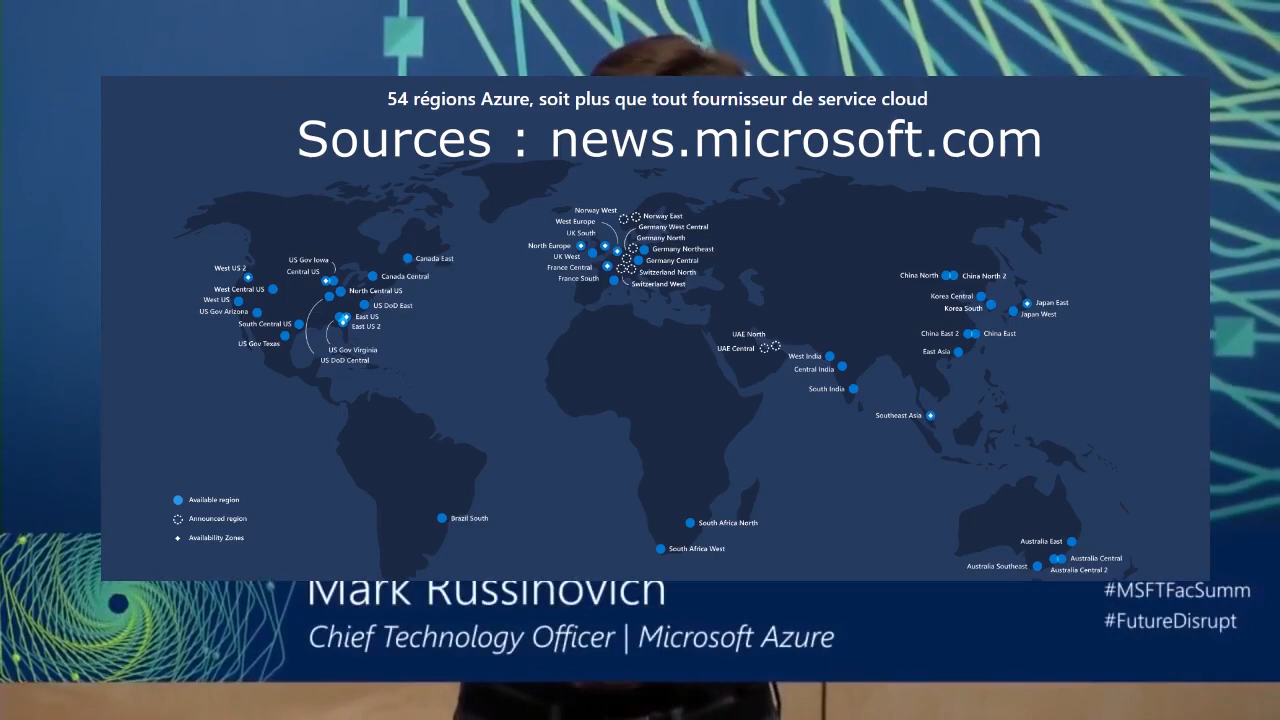 54 régions Azure, soit plus que tout fournisseur de service cloud
Sources : news.microsoft.com
Norway West
Norway East
West Europe
Germany West Central
UK South
Germany North
North Europe
Germany Northeast
UK West
Germany Central
France Central
Switzerland North
France South
Switzerland West
US Gov Iowa
Canada East
West US 2
Central US
Canada Central
West Central US
North Central US
West US
US DoD East
US Gov Arizona
East US
South Central US
East US 2
US Gov Texas
US Gov Virginia
US DoD Central
China North
China North 2
Korea Central
Japan East
Korea South
Japan West
China East 2
China East
East Asia
UAE North
UAE Central
West India
Central India
South India
Southeast Asia
Available region
Announced region
Availability Zones
Brazil South
South Africa North
South Africa West
Australia East
Australia Central
Australia Southeast
Australia Central 2
Mark Russinovich
Chief Technology Officer | Microsoft Azure
#MSFTFacSumm
#FutureDisrupt